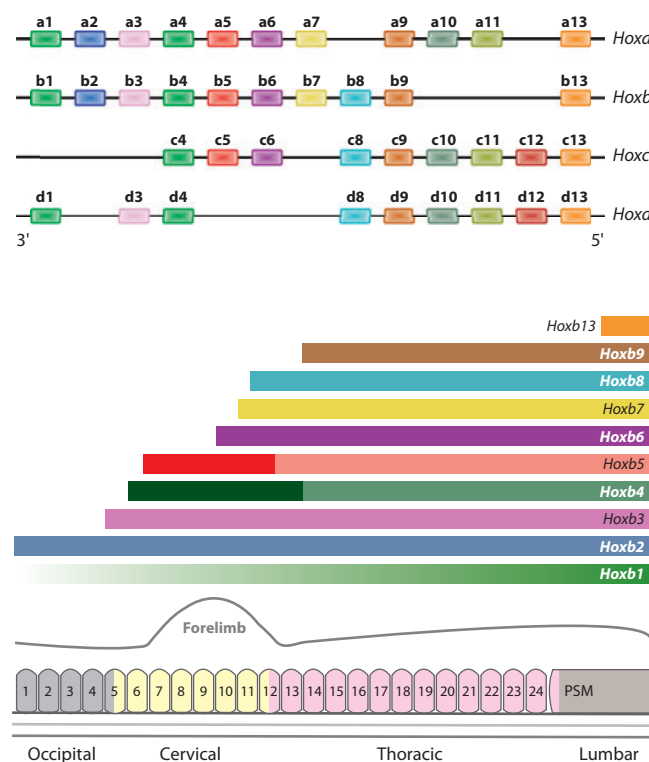 a1 a2 a3 a4 a5 a6 a7 a9 a10 a11 a13
Hoxa
b1 b2 b3 b4 b5 b6 b7 b8 b9 b13
Hoxb
c4 c5 c6 c8 c9 c10 c11 c12 c13
Hoxc
d1 d3 d4 d8 d9 d10 d11 d12 d13
Hoxd
3' 5'
Hoxb13
Hoxb9
Hoxb8
Hoxb7
Hoxb6
Hoxb5
Hoxb4
Hoxb3
Hoxb2
Hoxb1
Forelimb
1 2 3 4 5 6 7 8 9 10 11 12 13 14 15 16 17 18 19 20 21 22 23 24 PSM
Occipital Cervical Thoracic Lumbar